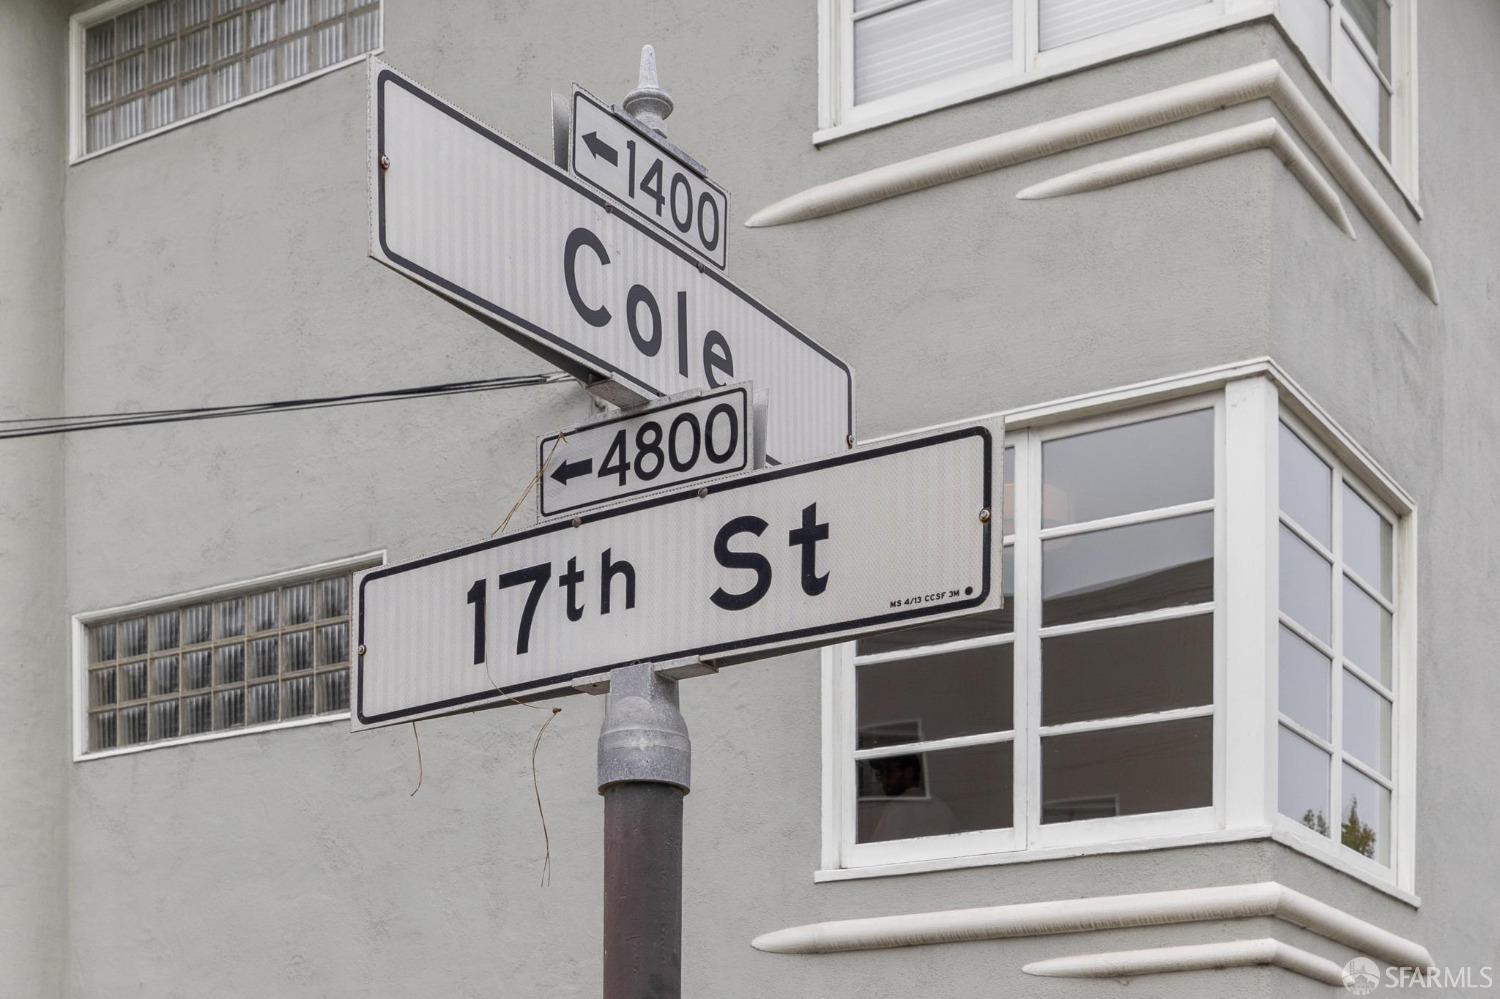 ←1400
Cole
←4800
17th St
MS 4/13 CCSF 3M
SFARMLS